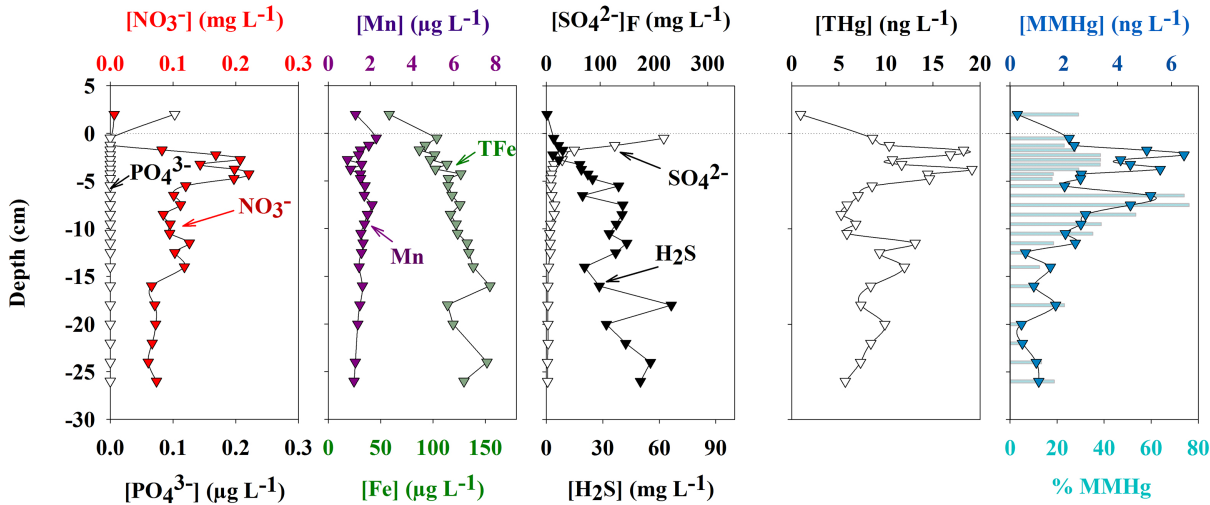 [NO₃⁻] (mg L⁻¹) [Mn] (µg L⁻¹) [SO₄²⁻]F (mg L⁻¹) [THg] (ng L⁻¹) [MMHg] (ng L⁻¹)
0.0 0.1 0.2 0.3 0 2 4 6 8 0 100 200 300 0 5 10 15 20 0 2 4 6
5
0
-5
-10
-15
-20
-25
-30
Depth (cm)
PO₄³⁻
NO₃⁻
TFe
Mn
SO₄²⁻
H₂S
0.0 0.1 0.2 0.3 0 50 100 150 0 30 60 90 0 20 40 60 80
[PO₄³⁻] (µg L⁻¹) [Fe] (µg L⁻¹) [H₂S] (mg L⁻¹) % MMHg